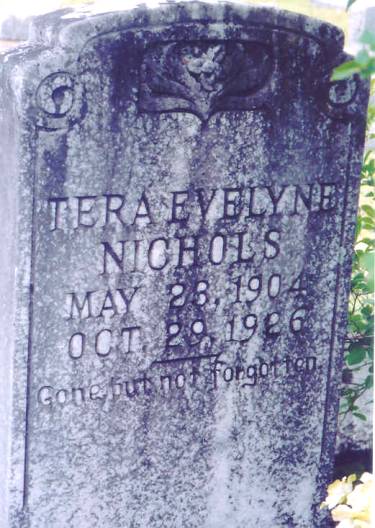 TERA EVELYNE
NICHOLS
MAY 23, 1904
OCT. 29, 1926
Gone but not forgotten.